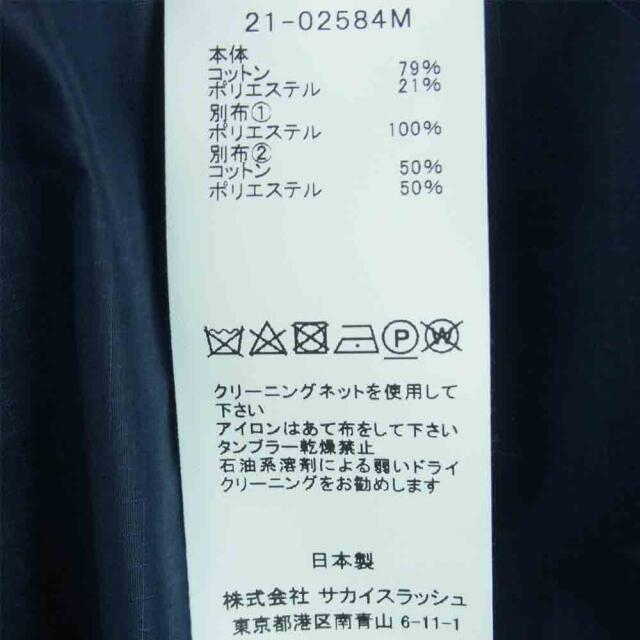 21-02584M
本体
コットン 79%
ポリエステル 21%
別布①
ポリエステル 100%
別布②
コットン 50%
ポリエステル 50%
P W
クリーニングネットを使用して
下さい
アイロンはあて布をして下さい
タンブラー乾燥禁止
石油系溶剤による弱いドライ
クリーニングをお勧めします
日本製
株式会社 サカイスラッシュ
東京都港区南青山 6-11-1